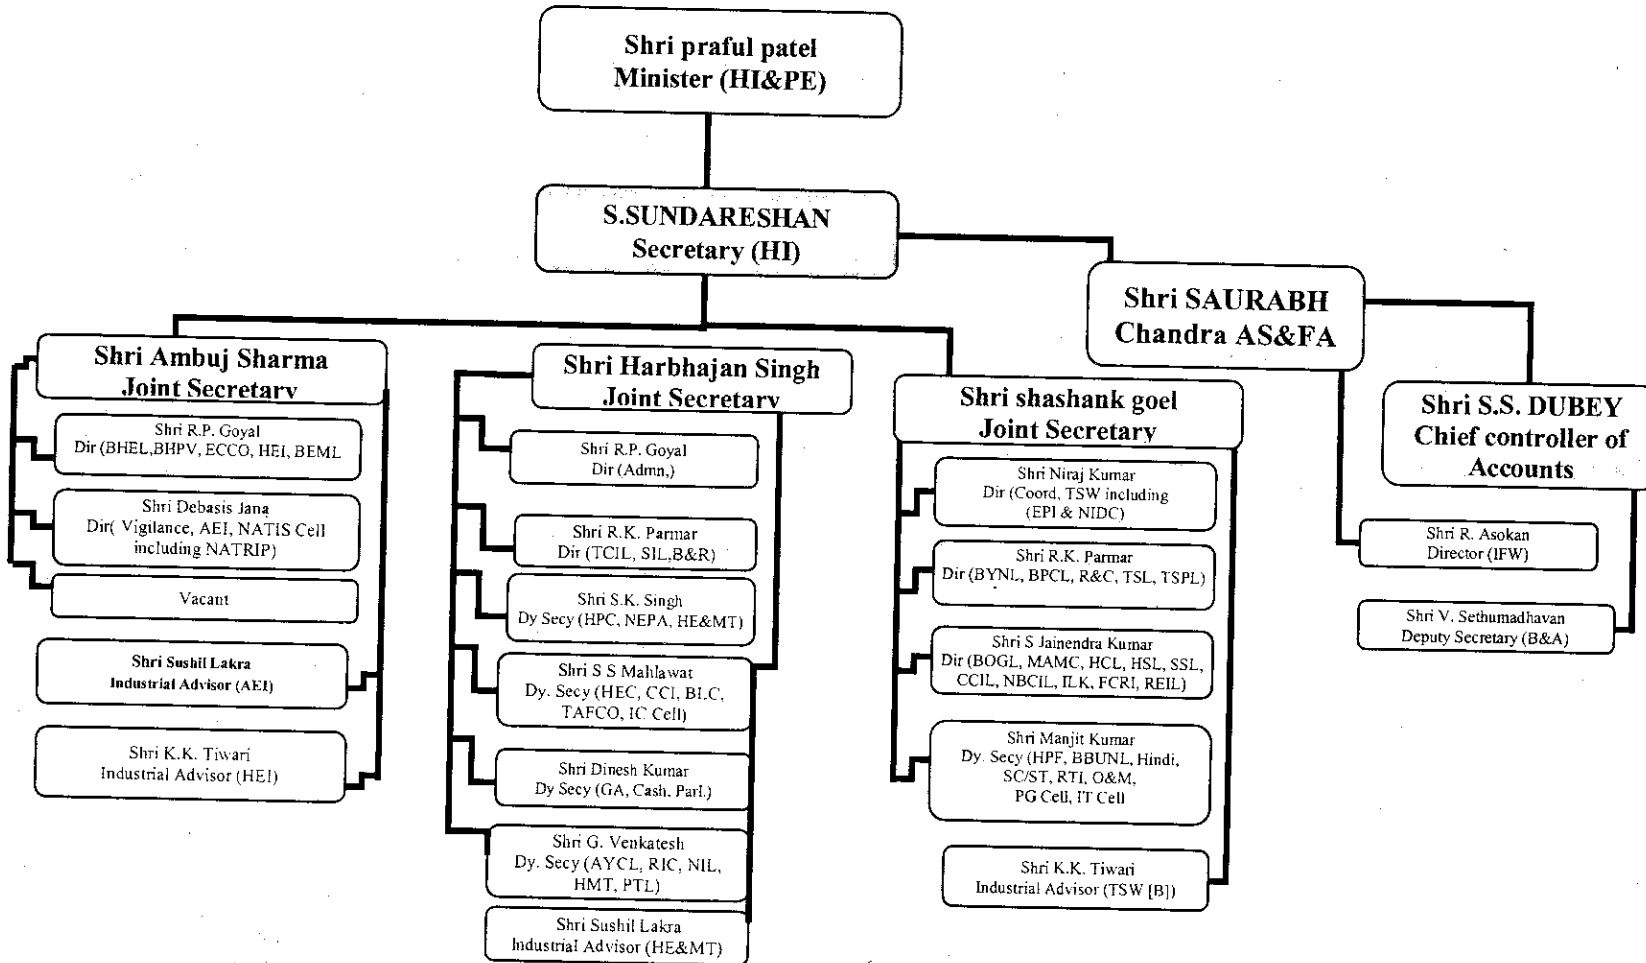 Shri praful patel
Minister (HI&PE)
S.SUNDARESHAN
Secretary (HI)
Shri SAURABH
Chandra AS&FA
Shri Ambuj Sharma
Joint Secretary
Shri R.P. Goyal
Dir (BHEL,BHPV, ECCO, HEI, BEML
Shri Debasis Jana
Dir( Vigilance, AEI, NATIS Cell
including NATRIP)
Vacant
Shri Sushil Lakra
Industrial Advisor (AEI)
Shri K.K. Tiwari
Industrial Advisor (HEI)
Shri Harbhajan Singh
Joint Secretary
Shri R.P. Goyal
Dir (Admn,)
Shri R.K. Parmar
Dir (TCIL, SIL,B&R)
Shri S.K. Singh
Dy Secy (HPC, NEPA, HE&MT)
Shri S S Mahlawat
Dy. Secy (HEC, CCI, BLC,
TAFCO, IC Cell)
Shri Dinesh Kumar
Dy Secy (GA, Cash. Parl.)
Shri G. Venkatesh
Dy. Secy (AYCL, RIC, NIL,
HMT, PTL)
Shri Sushil Lakra
Industrial Advisor (HE&MT)
Shri shashank goel
Joint Secretary
Shri Niraj Kumar
Dir (Coord, TSW including
(EPI & NIDC)
Shri R.K. Parmar
Dir (BYNL, BPCL, R&C, TSL, TSPL)
Shri S Jainendra Kumar
Dir (BOGL, MAMC, HCL, HSL, SSL,
CCIL, NBCIL, ILK, FCRI, REIL)
Shri Manjit Kumar
Dy. Secy (HPF, BBUNL, Hindi,
SC/ST, RTI, O&M,
PG Cell, IT Cell
Shri K.K. Tiwari
Industrial Advisor (TSW [B])
Shri S.S. DUBEY
Chief controller of
Accounts
Shri R. Asokan
Director (IFW)
Shri V. Sethumadhavan
Deputy Secretary (B&A)